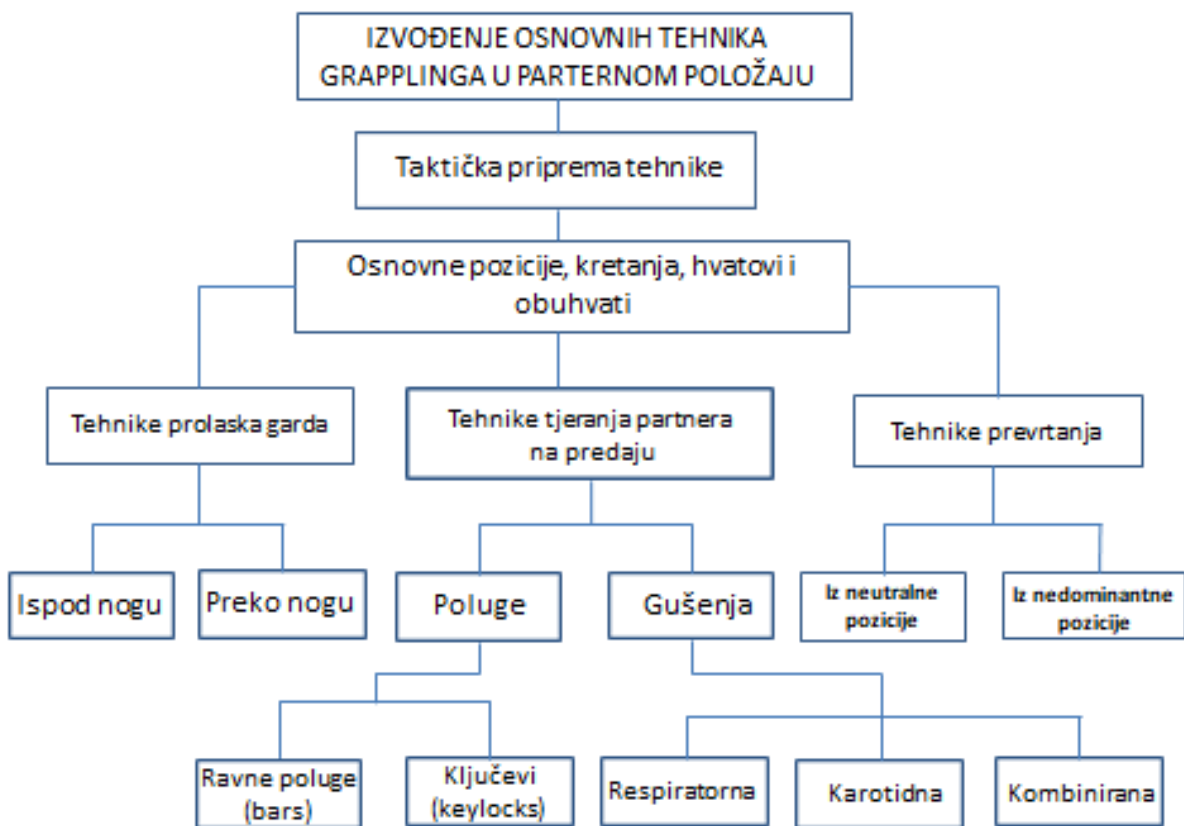 IZVOĐENJE OSNOVNIH TEHNIKA
GRAPPLINGA U PARTERNOM POLOŽAJU
Taktička priprema tehnike
Osnovne pozicije, kretanja, hvatovi i
obuhvati
Tehnike prolaska garda
Tehnike tjeranja partnera
na predaju
Tehnike prevrtanja
Ispod nogu
Preko nogu
Poluge
Gušenja
Iz neutralne
pozicije
Iz nedominantne
pozicije
Ravne poluge
(bars)
Ključevi
(keylocks)
Respiratorna
Karotidna
Kombinirana